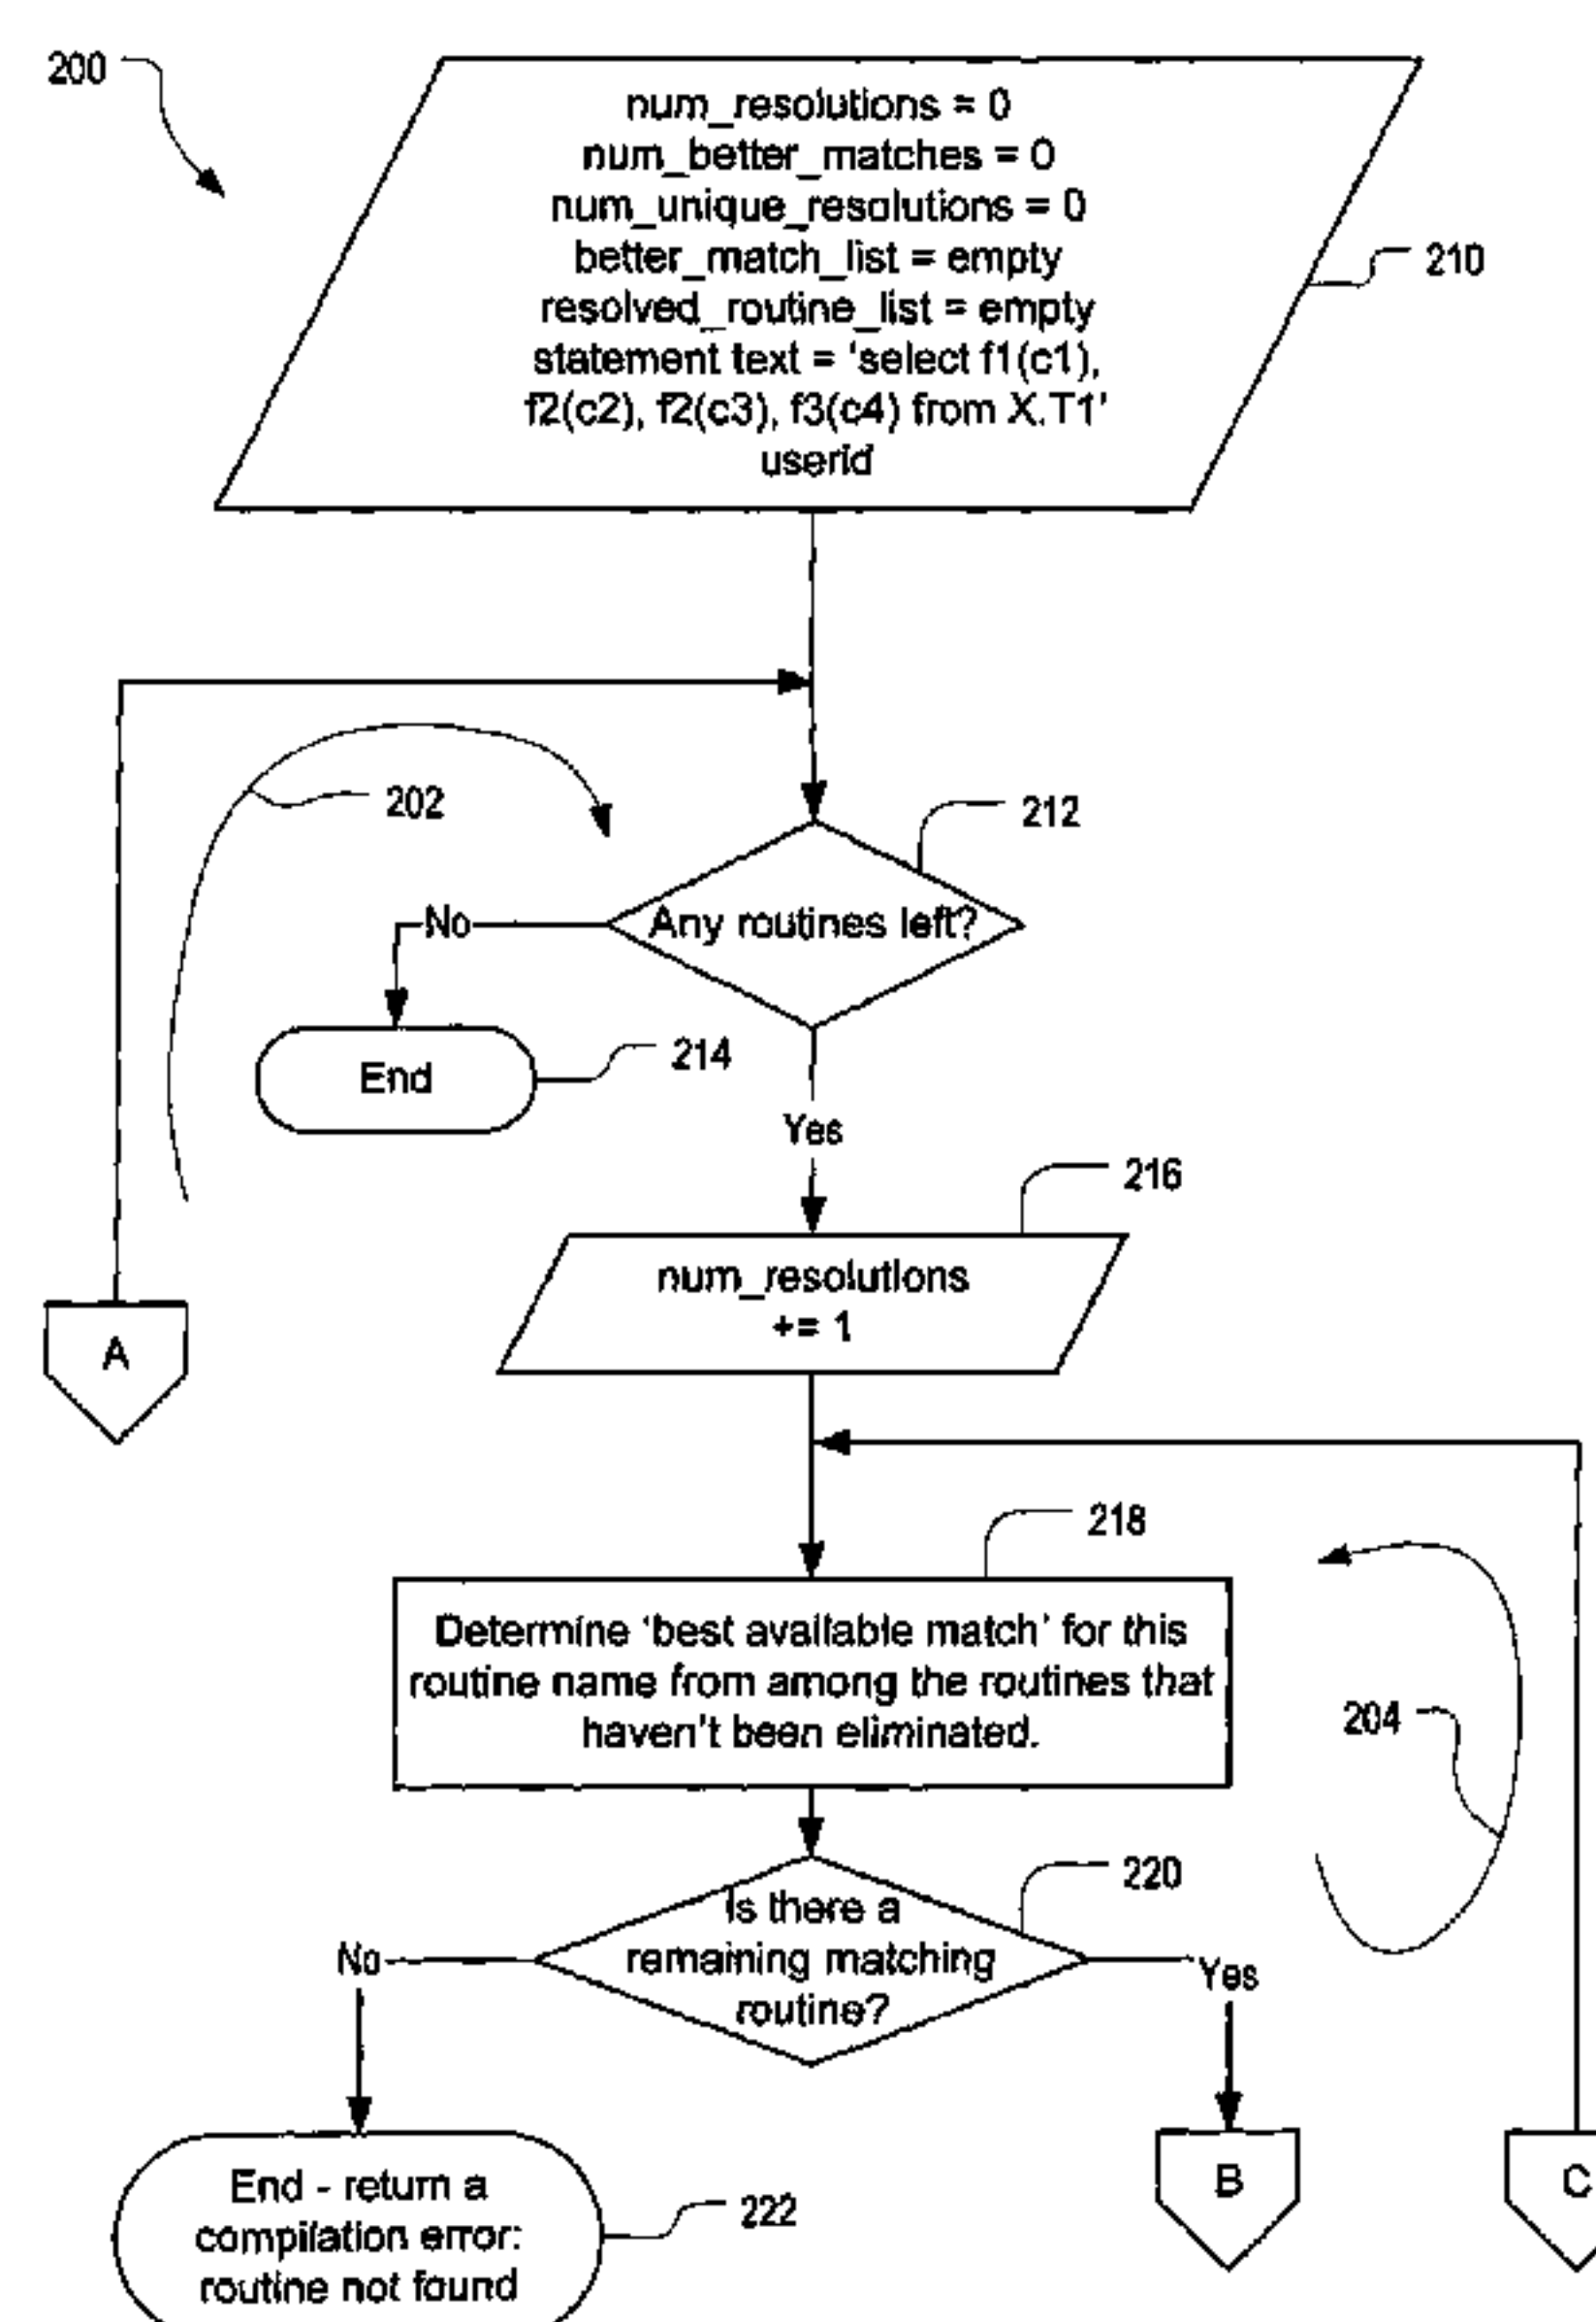 200
num_resolutions = 0
num_better_matches = 0
num_unique_resolutions = 0
better_match_list = empty
resolved_routine_list = empty
statement text = 'select f1(c1),
f2(c2), f2(c3), f3(c4) from X.T1'
userid
210
202
212
Any routines left?
No
End
214
Yes
216
num_resolutions
+= 1
A
218
Determine 'best available match' for this
routine name from among the routines that
haven't been eliminated.
204
220
Is there a
remaining matching
routine?
No
Yes
B
C
End - return a
compilation error:
routine not found
222